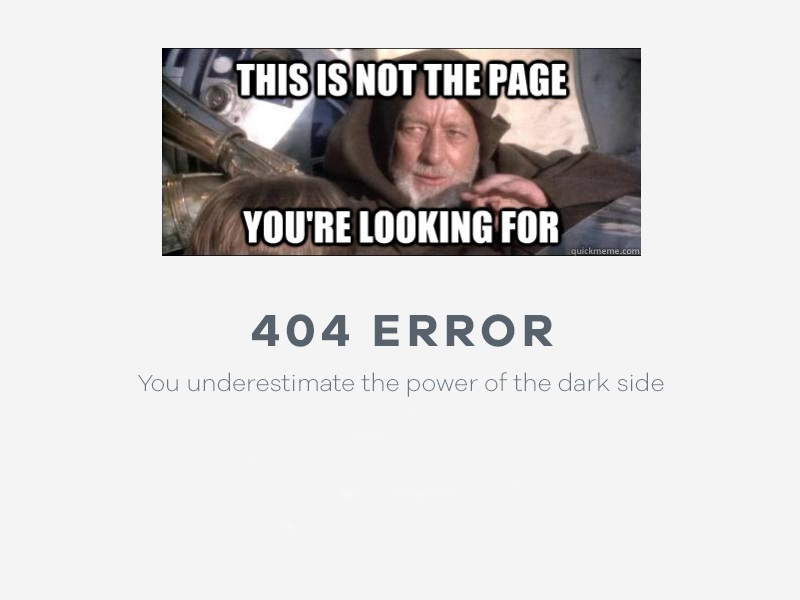 THIS IS NOT THE PAGE
YOU'RE LOOKING FOR
quickmeme.com
404 ERROR
You underestimate the power of the dark side